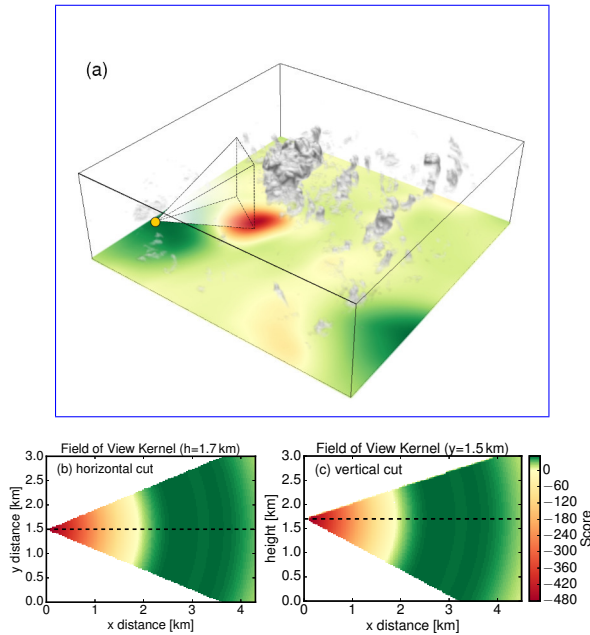 (a)
Field of View Kernel (h=1.7 km)
(b) horizontal cut
y distance [km]
3.0
2.5
2.0
1.5
1.0
0.5
0.0
0 1 2 3 4
x distance [km]
Field of View Kernel (y=1.5 km)
(c) vertical cut
height [km]
3.0
2.5
2.0
1.5
1.0
0.5
0.0
0 1 2 3 4
x distance [km]
0
−60
−120
−180
−240
−300
−360
−420
−480
Score